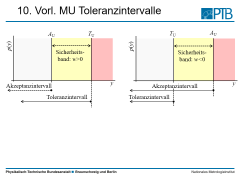 10. Vorl. MU Toleranzintervalle
PTB
p(y)
A_U
T_U
Sicherheits-
band: w>0
y
Akzeptanzintervall
Toleranzintervall
p(y)
T_U
A_U
Sicherheits-
band: w<0
y
Akzeptanzintervall
Toleranzintervall
Physikalisch-Technische Bundesanstalt
Braunschweig und Berlin
Nationales Metrologieinstitut